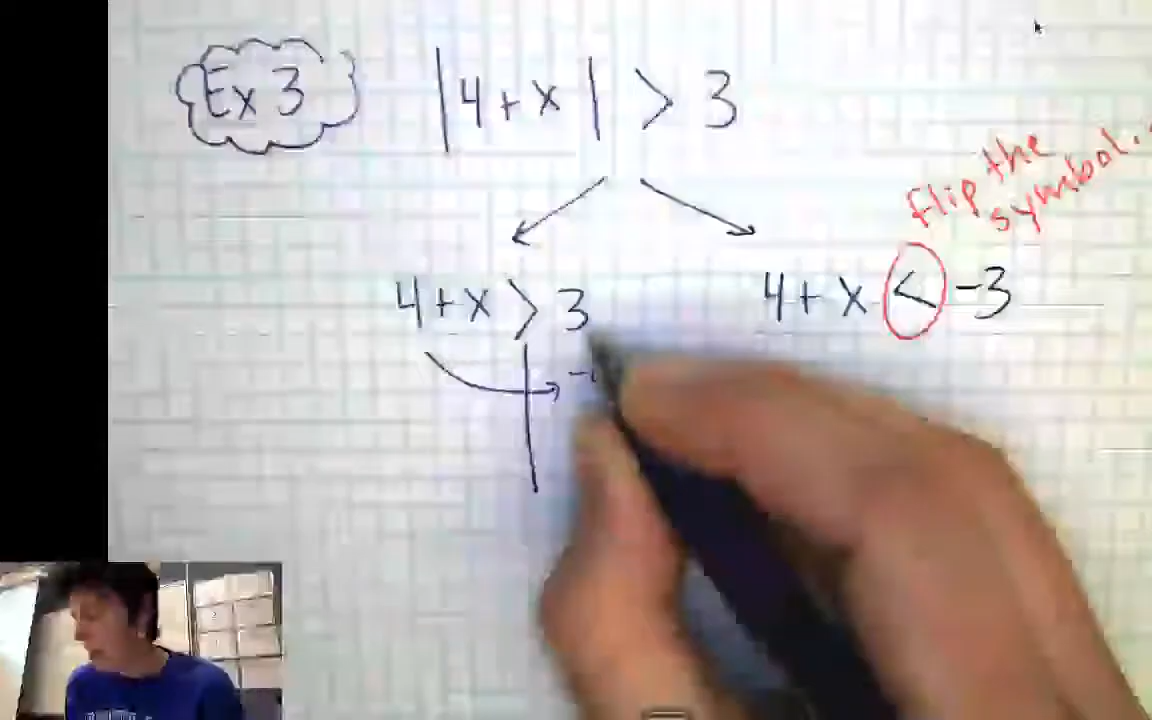 Ex 3
|4+x| > 3
flip the
symbol.
4+x > 3
4+x < -3